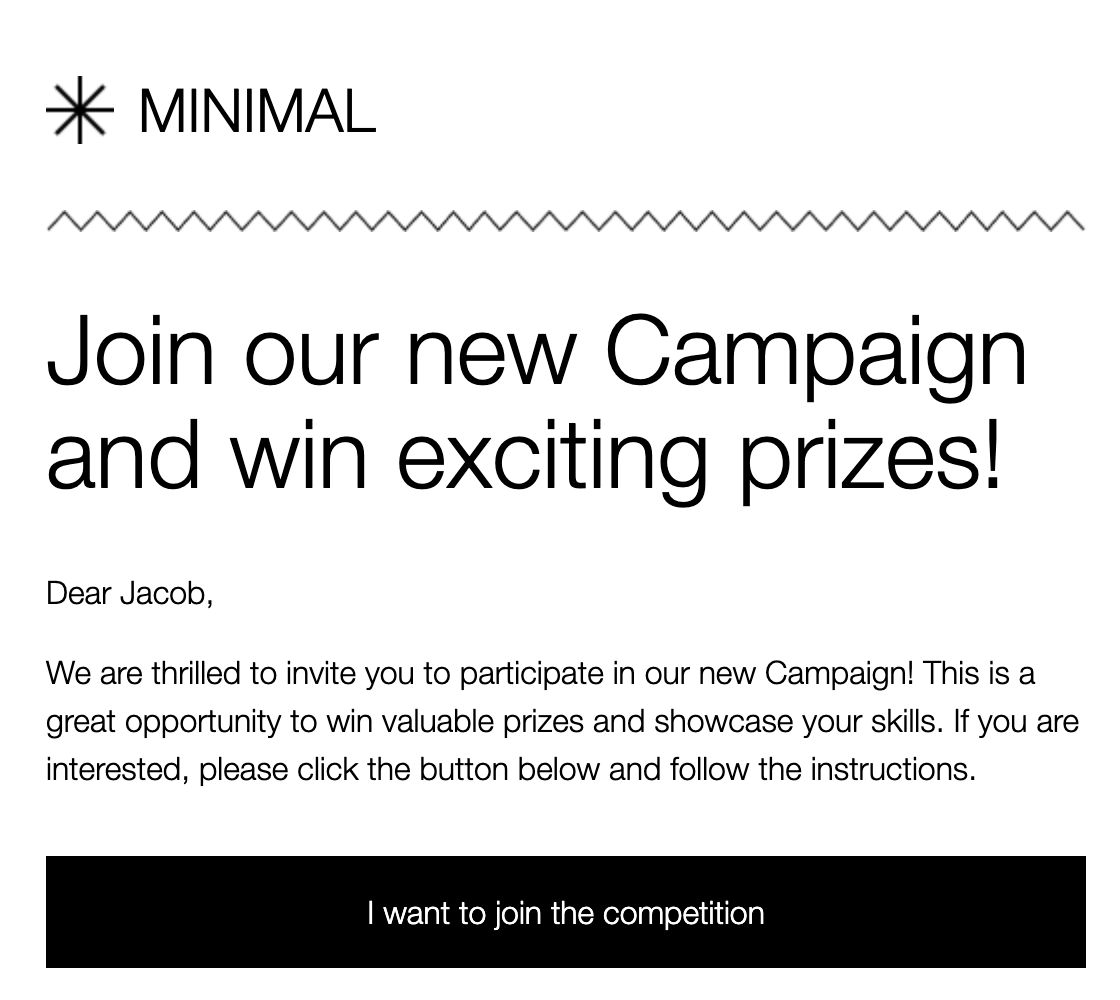 MINIMAL
Join our new Campaign
and win exciting prizes!
Dear Jacob,
We are thrilled to invite you to participate in our new Campaign! This is a
great opportunity to win valuable prizes and showcase your skills. If you are
interested, please click the button below and follow the instructions.
I want to join the competition